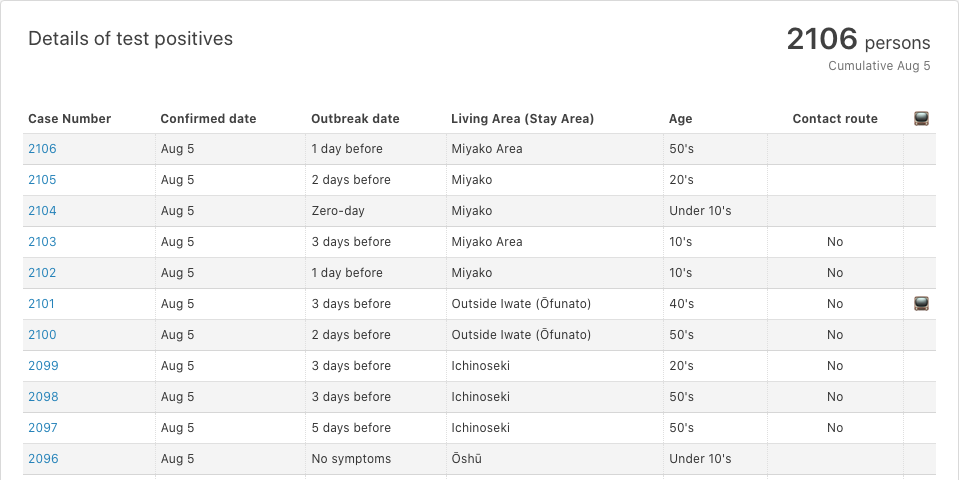 Details of test positives
2106 persons
Cumulative Aug 5
Case Number Confirmed date Outbreak date Living Area (Stay Area) Age Contact route
2106 Aug 5 1 day before Miyako Area 50's
2105 Aug 5 2 days before Miyako 20's
2104 Aug 5 Zero-day Miyako Under 10's
2103 Aug 5 3 days before Miyako Area 10's No
2102 Aug 5 1 day before Miyako 10's No
2101 Aug 5 3 days before Outside Iwate (Ōfunato) 40's No
2100 Aug 5 2 days before Outside Iwate (Ōfunato) 50's No
2099 Aug 5 3 days before Ichinoseki 20's No
2098 Aug 5 3 days before Ichinoseki 50's No
2097 Aug 5 5 days before Ichinoseki 50's No
2096 Aug 5 No symptoms Ōshū Under 10's